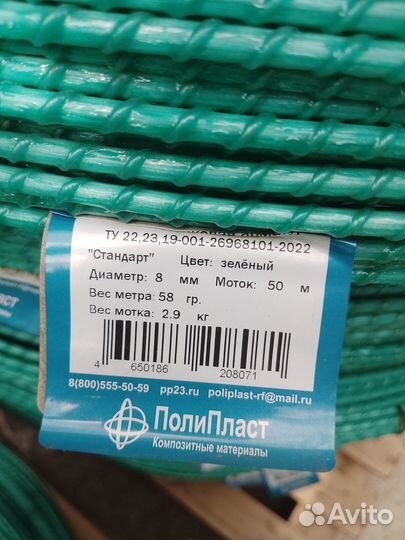 ТУ 22,23,19-001-26968101-2022
"Стандарт" Цвет: зелёный
Диаметр: 8 мм Моток: 50 м
Вес метра: 58 гр.
Вес мотка: 2.9 кг
4 650186 208071
8(800)555-50-59 pp23.ru poliplast-rf@mail.ru
ПолиПласт
Композитные материалы
Avito